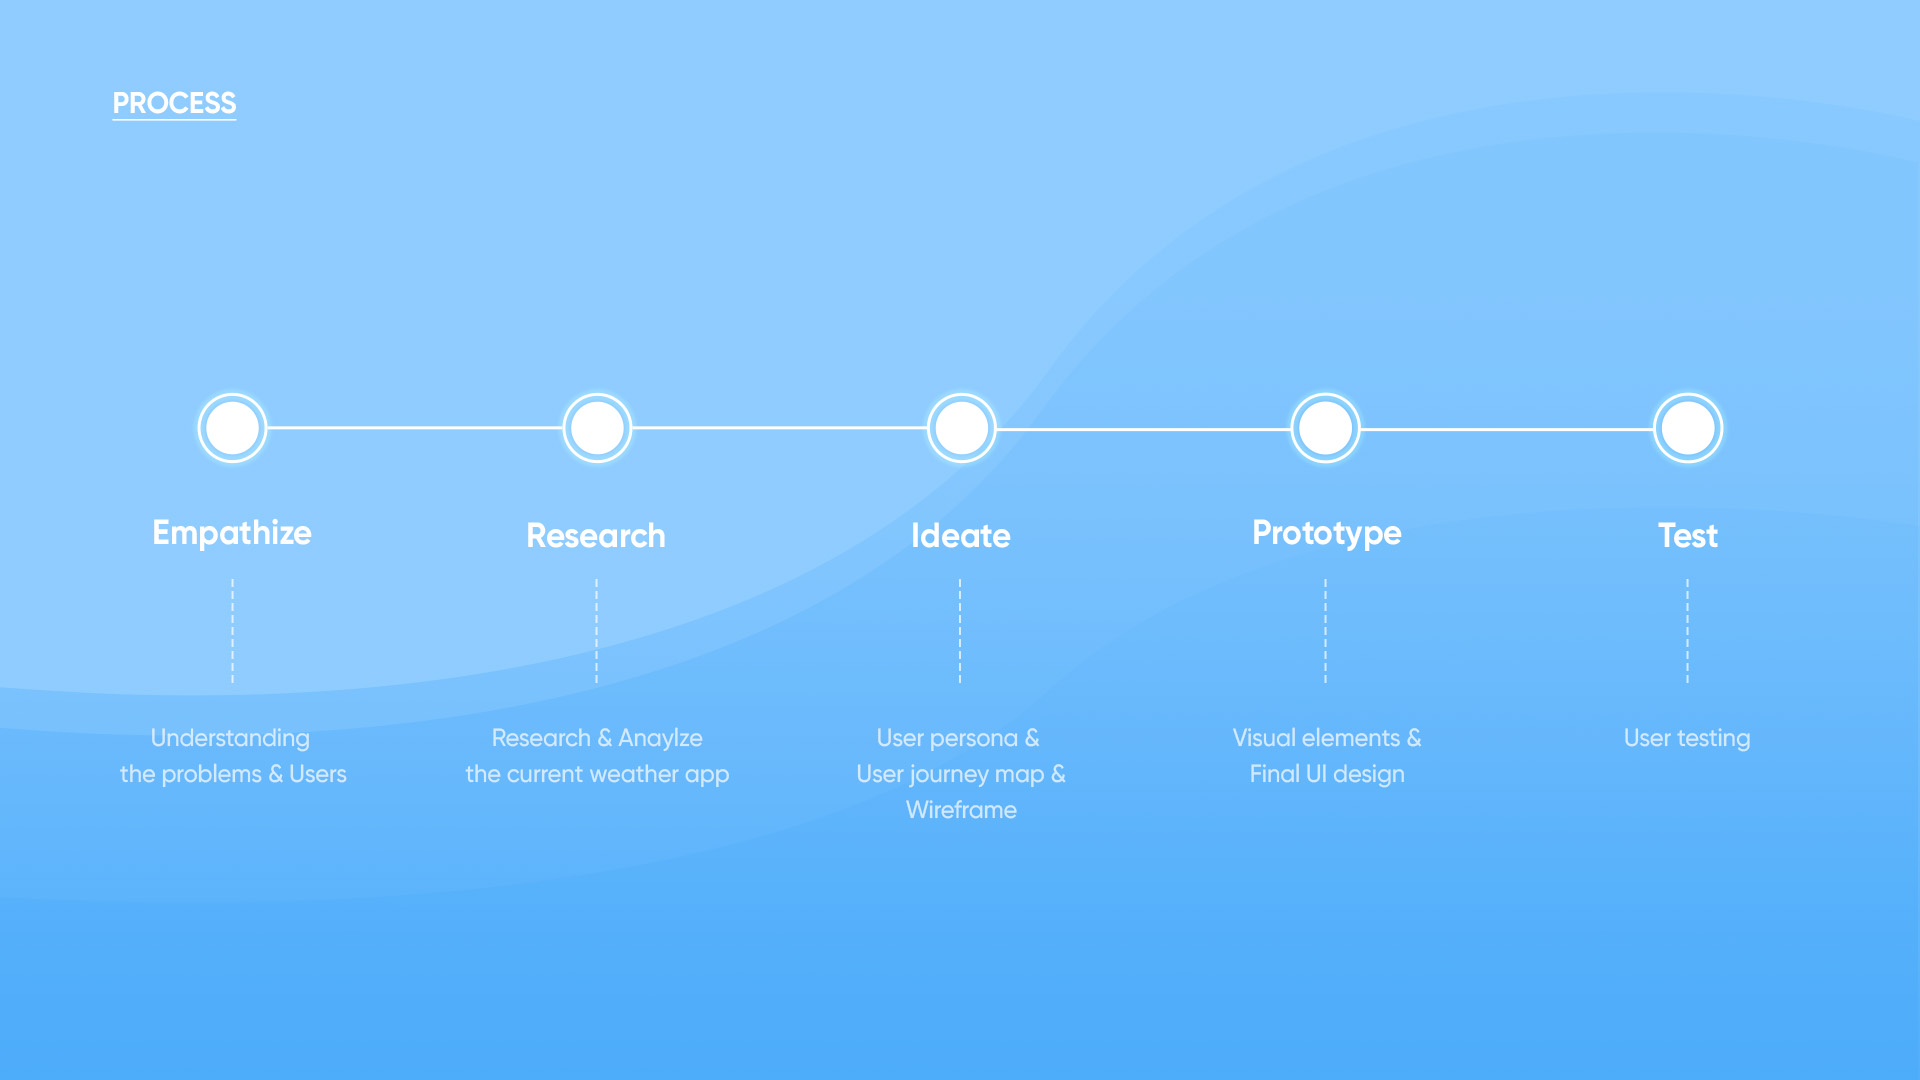 PROCESS
Empathize
Understanding
the problems & Users
Research
Research & Anaylze
the current weather app
Ideate
User persona &
User journey map &
Wireframe
Prototype
Visual elements &
Final UI design
Test
User testing